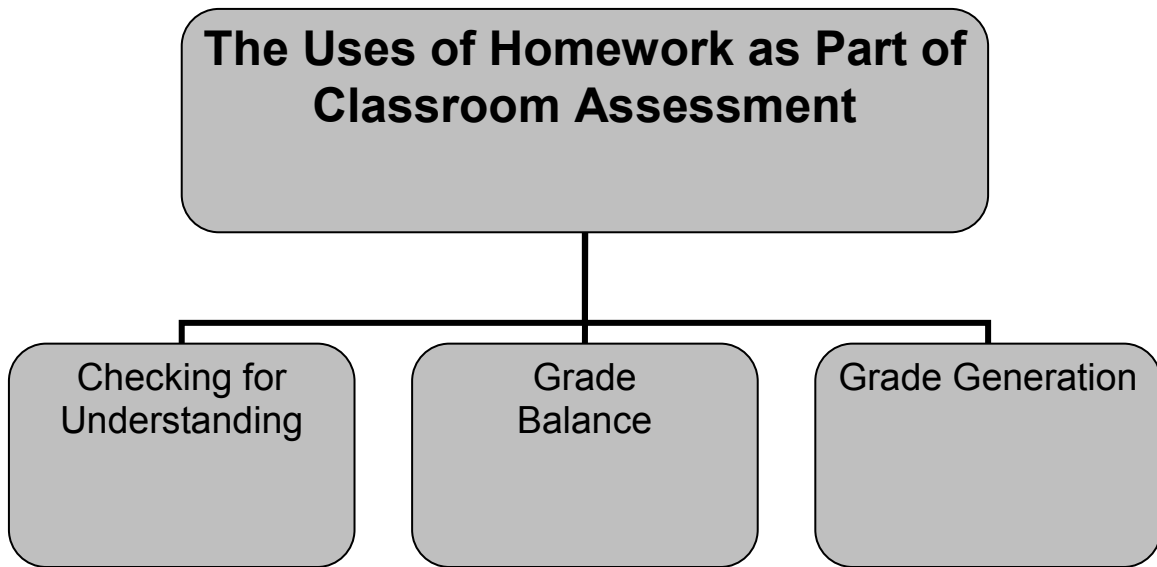 The Uses of Homework as Part of
Classroom Assessment
Checking for
Understanding
Grade
Balance
Grade Generation